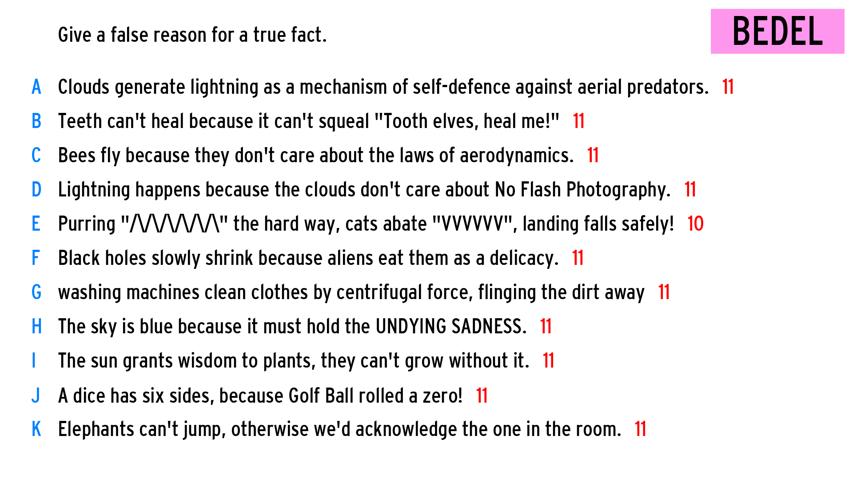 Give a false reason for a true fact.
BEDEL
A Clouds generate lightning as a mechanism of self-defence against aerial predators. 11
B Teeth can't heal because it can't squeal "Tooth elves, heal me!" 11
C Bees fly because they don't care about the laws of aerodynamics. 11
D Lightning happens because the clouds don't care about No Flash Photography. 11
E Purring "/\/\/\/\/\/\/\" the hard way, cats abate "VVVVVV", landing falls safely! 10
F Black holes slowly shrink because aliens eat them as a delicacy. 11
G washing machines clean clothes by centrifugal force, flinging the dirt away 11
H The sky is blue because it must hold the UNDYING SADNESS. 11
I The sun grants wisdom to plants, they can't grow without it. 11
J A dice has six sides, because Golf Ball rolled a zero! 11
K Elephants can't jump, otherwise we'd acknowledge the one in the room. 11